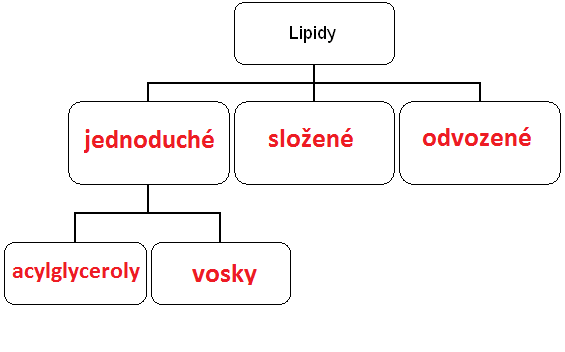 Lipidy
jednoduché
složené
odvozené
acylglyceroly
vosky